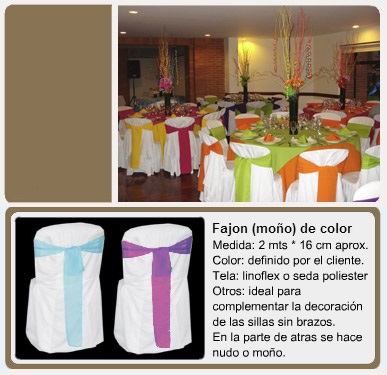 Fajon (moño) de color
Medida: 2 mts * 16 cm aprox.
Color: definido por el cliente.
Tela: linoflex o seda poliester
Otros: ideal para
complementar la decoración
de las sillas sin brazos.
En la parte de atras se hace
nudo o moño.